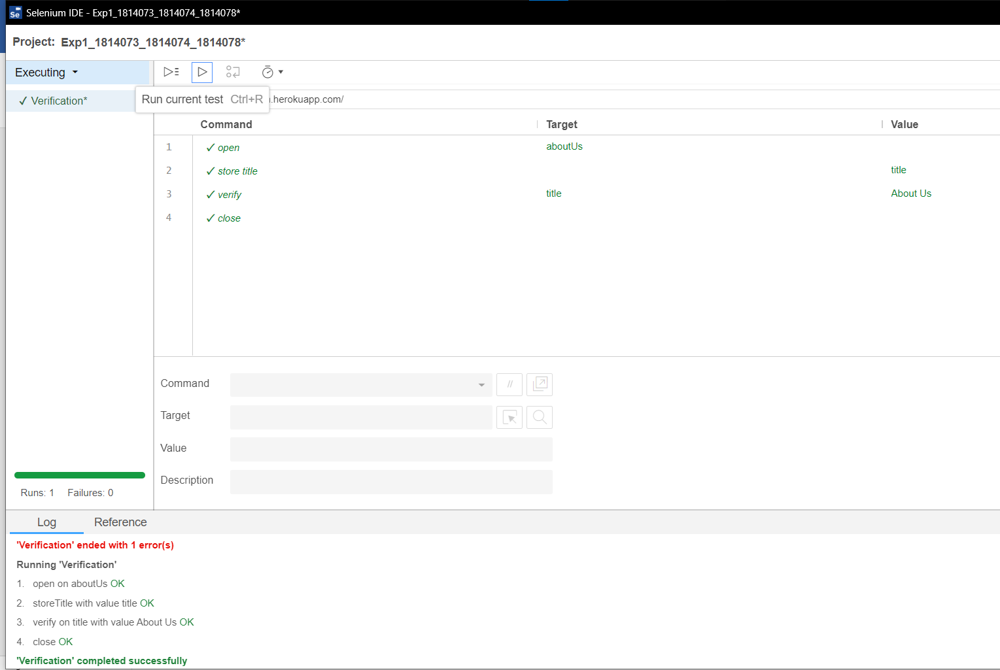 Selenium IDE - Exp1_1814073_1814074_1814078*
Project: Exp1_1814073_1814074_1814078*
Executing
✓ Verification*
Run current test Ctrl+R
.herokuapp.com/
Command Target Value
1 ✓ open aboutUs
2 ✓ store title title
3 ✓ verify title About Us
4 ✓ close
Command //
Target
Value
Description
Runs: 1 Failures: 0
Log Reference
'Verification' ended with 1 error(s)
Running 'Verification'
1. open on aboutUs OK
2. storeTitle with value title OK
3. verify on title with value About Us OK
4. close OK
'Verification' completed successfully